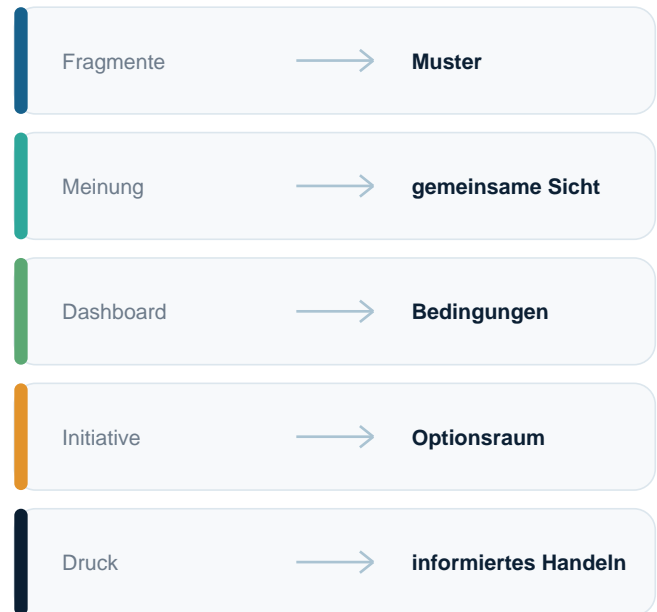 Fragmente → Muster
Meinung → gemeinsame Sicht
Dashboard → Bedingungen
Initiative → Optionsraum
Druck → informiertes Handeln